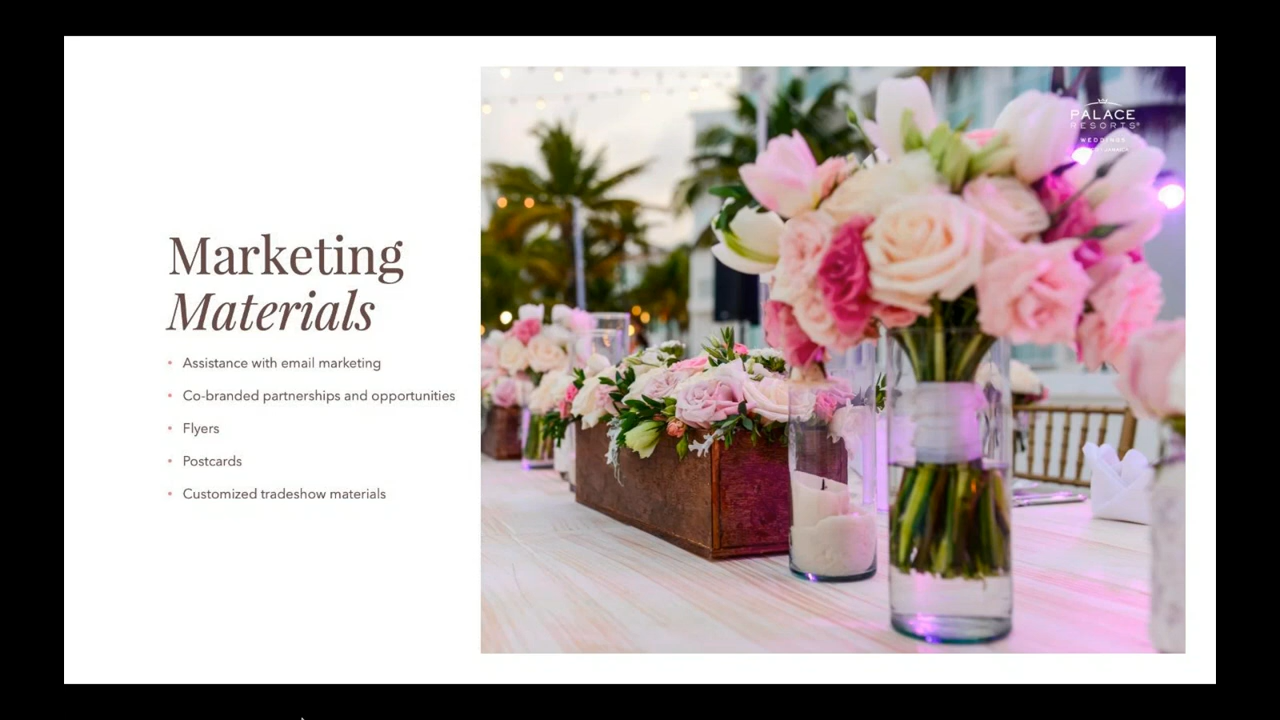 Marketing
Materials
• Assistance with email marketing
• Co-branded partnerships and opportunities
• Flyers
• Postcards
• Customized tradeshow materials
PALACE
RESORTS®
WEDDINGS